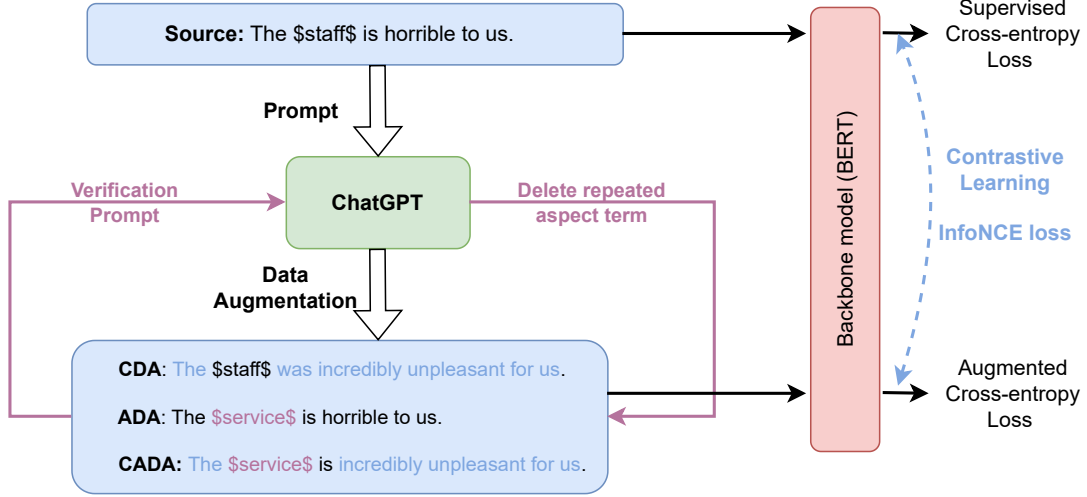 Source: The $staff$ is horrible to us.
Supervised
Cross-entropy
Loss
Prompt
Verification
Prompt
ChatGPT
Delete repeated
aspect term
Backbone model (BERT)
Contrastive
Learning
InfoNCE loss
Data
Augmentation
CDA: The $staff$ was incredibly unpleasant for us.
ADA: The $service$ is horrible to us.
CADA: The $service$ is incredibly unpleasant for us.
Augmented
Cross-entropy
Loss